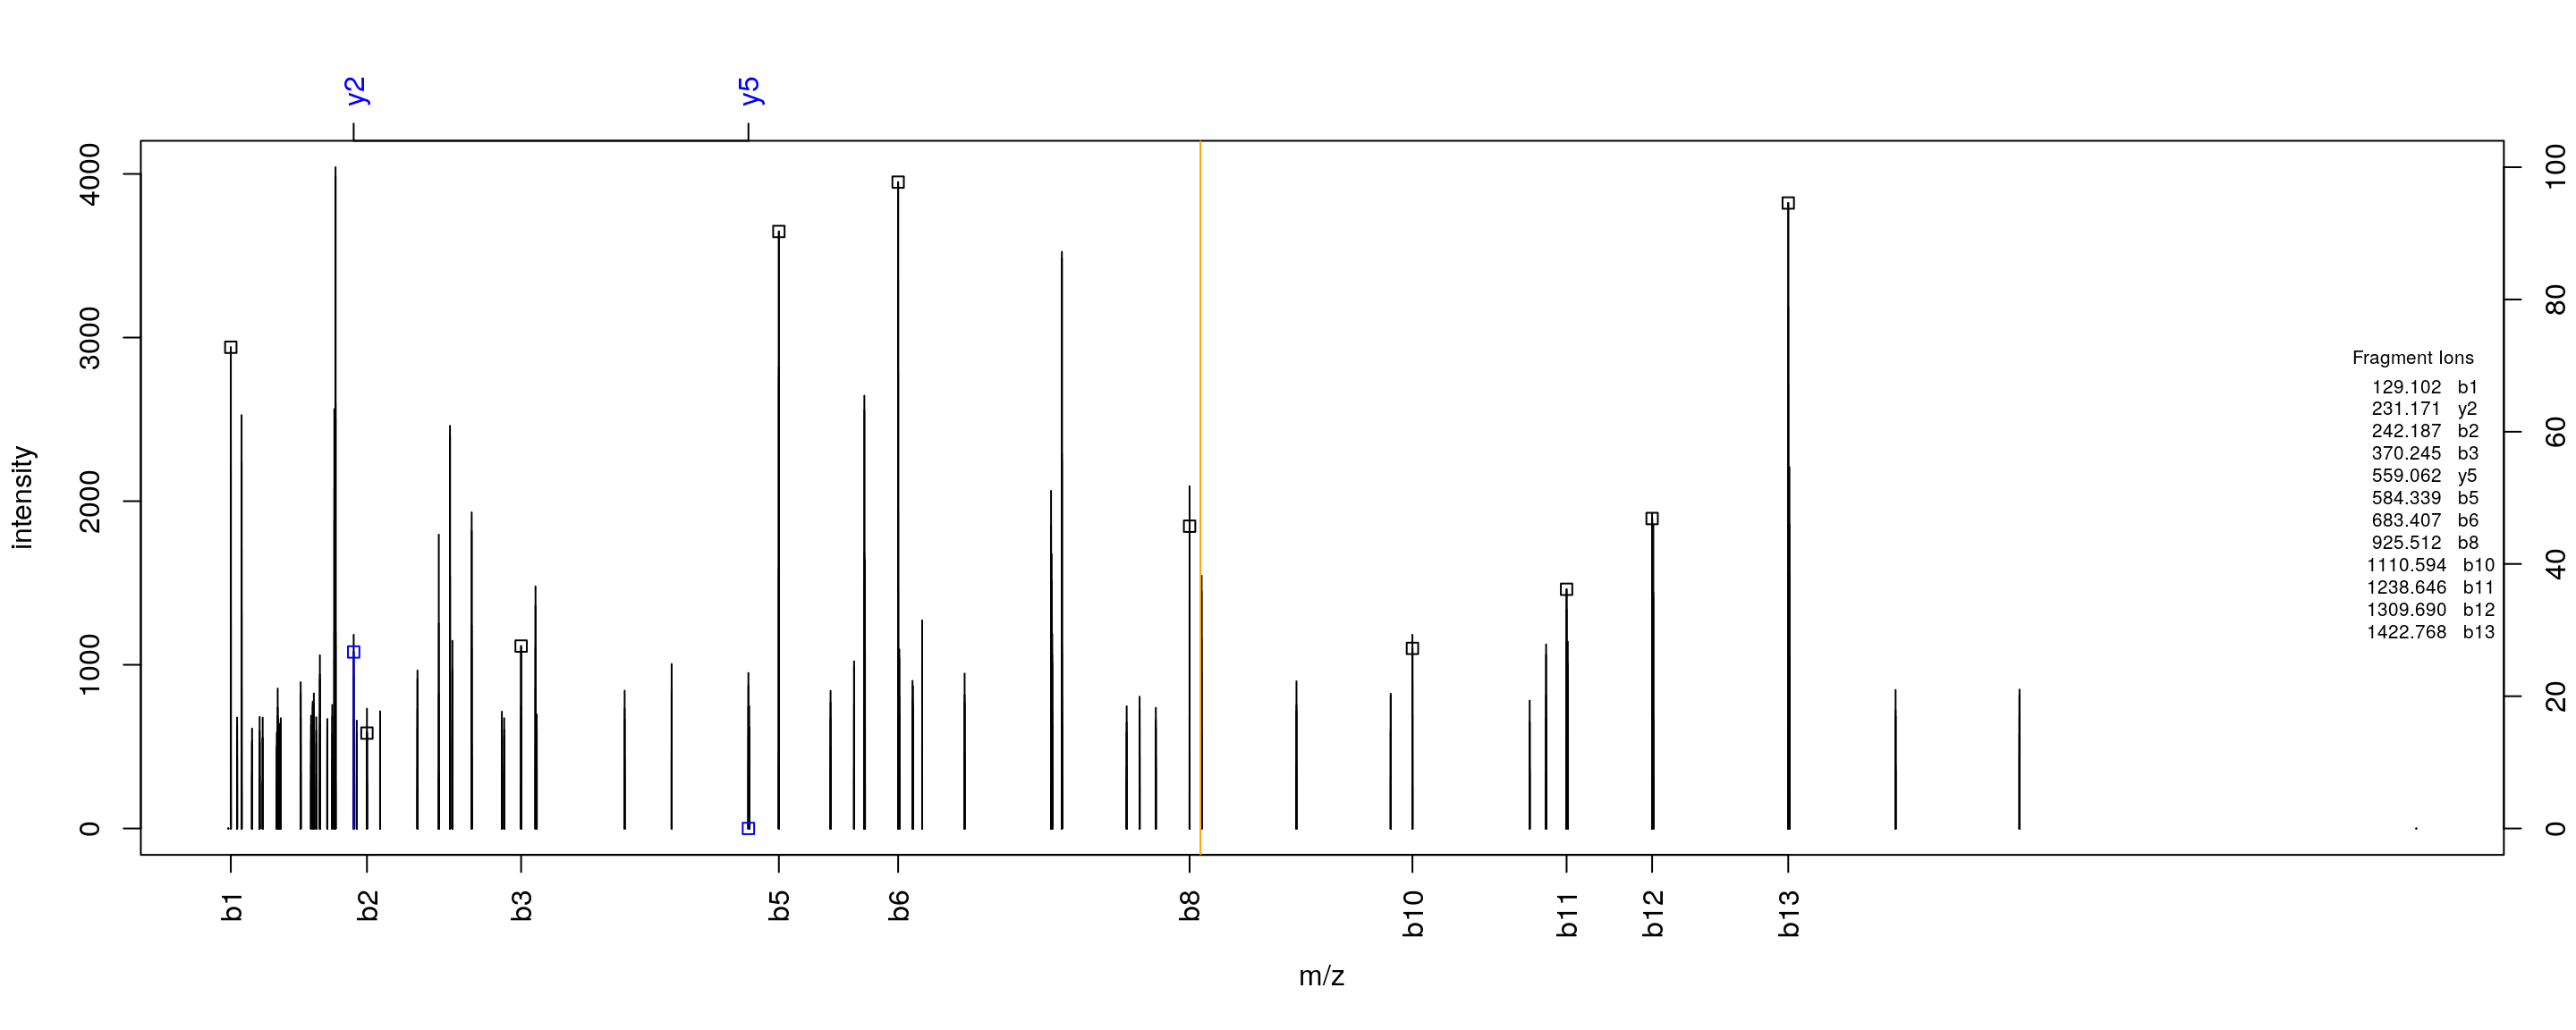 y2 y5
4000
3000
2000
1000
0
intensity
100
80
60
40
20
0
Fragment Ions
129.102 b1
231.171 y2
242.187 b2
370.245 b3
559.062 y5
584.339 b5
683.407 b6
925.512 b8
1110.594 b10
1238.646 b11
1309.690 b12
1422.768 b13
b1 b2 b3 b5 b6 b8 b10 b11 b12 b13
m/z